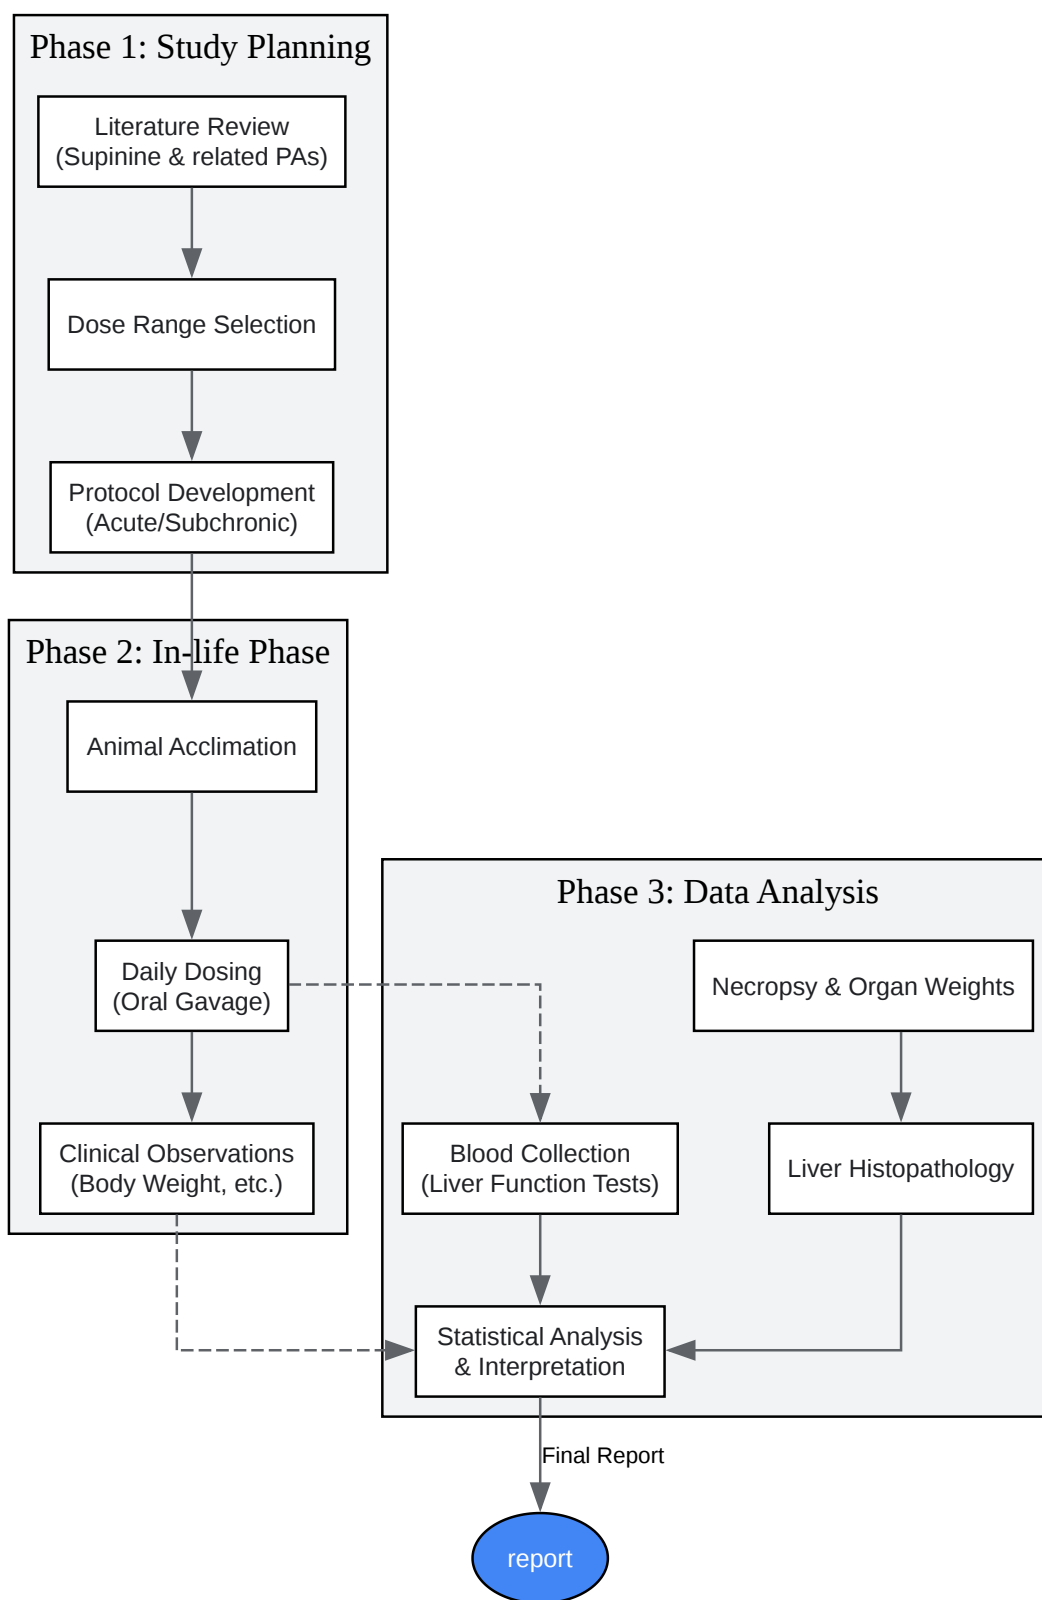 Phase 1: Study Planning
Literature Review
(Supinine & related PAs)
Dose Range Selection
Protocol Development
(Acute/Subchronic)
Phase 2: In-life Phase
Animal Acclimation
Daily Dosing
(Oral Gavage)
Clinical Observations
(Body Weight, etc.)
Phase 3: Data Analysis
Necropsy & Organ Weights
Blood Collection
(Liver Function Tests)
Liver Histopathology
Statistical Analysis
& Interpretation
Final Report
report